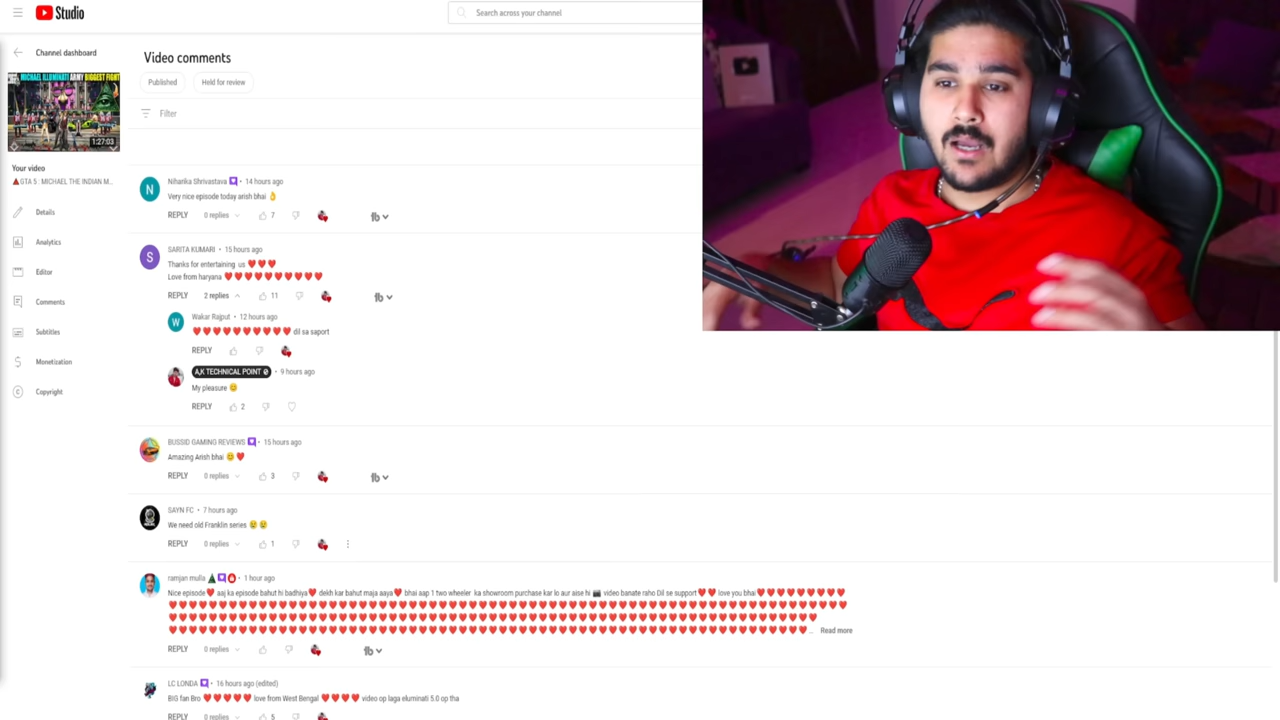 Studio
Search across your channel
Channel dashboard
MICHAEL ILLUMINATI ARMY BIGGEST FIGHT
1:27:03
Your video
GTA 5 : MICHAEL THE INDIAN M...
Details
Analytics
Editor
Comments
Subtitles
Monetization
Copyright
Video comments
Published
Held for review
Filter
N
Niharika Shrivastava • 14 hours ago
Very nice episode today arish bhai 👌
REPLY 0 replies 7
S
SARITA KUMARI • 15 hours ago
Thanks for entertaining us ❤❤❤
Love from haryana ❤❤❤❤❤❤❤❤❤❤
REPLY 2 replies 11
W
Wakar Rajput • 12 hours ago
❤❤❤❤❤❤❤❤❤❤ dil sa saport
REPLY
A,K TECHNICAL POINT • 9 hours ago
My pleasure 😊
REPLY 2
BUSSID GAMING REVIEWS • 15 hours ago
Amazing Arish bhai 😊❤
REPLY 0 replies 3
SAYN FC • 7 hours ago
We need old Franklin series 😢😢
REPLY 0 replies 1
ramjan mulla • 1 hour ago
Nice episode❤ aaj ka episode bahut hi badhiya❤ dekh kar bahut maja aaya❤ bhai aap 1 two wheeler ka showroom purchase kar lo aur aise hi 📷 video banate raho Dil se support❤❤ love you bhai❤❤❤❤❤❤❤❤❤
... Read more
REPLY 0 replies
LC LONDA • 16 hours ago (edited)
BIG fan Bro ❤❤❤❤❤ love from West Bengal ❤❤❤❤ video op laga eluminati 5.0 op tha
REPLY 0 replies 5